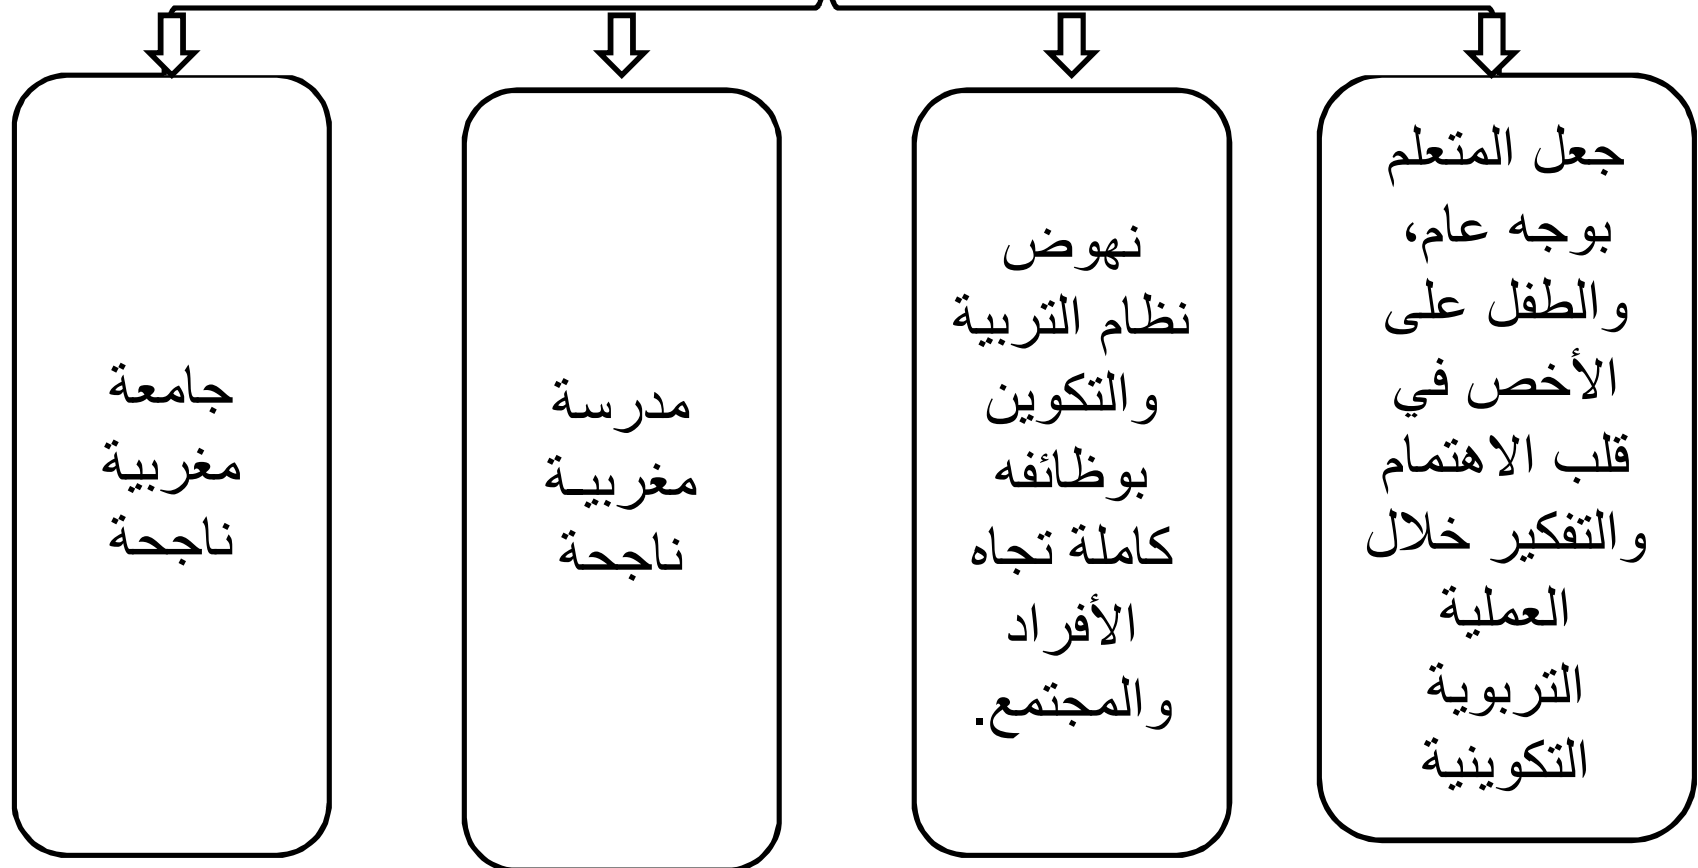 جعل المتعلم
بوجه عام،
والطفل على
الأخص في
قلب الاهتمام
والتفكير خلال
العملية
التربوية
التكوينية
نهوض
نظام التربية
والتكوين
بوظائفه
كاملة تجاه
الأفراد
والمجتمع.
مدرسة
مغربيـة
ناجحة
جامعة
مغربية
ناجحة